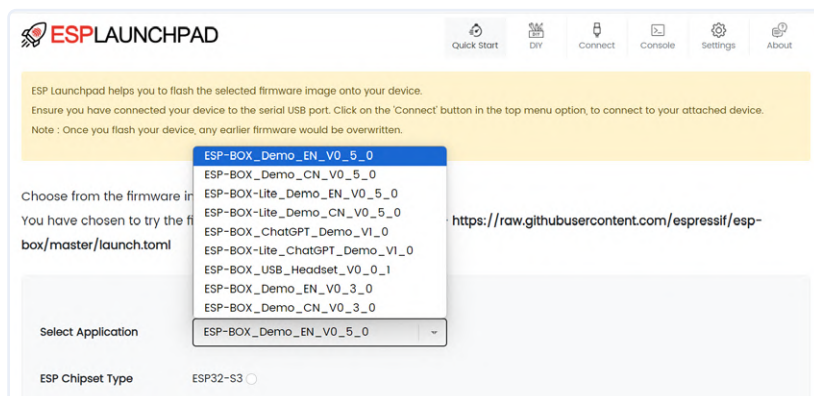 ESPLAUNCHPAD
Quick Start
DIY
Connect
Console
Settings
About
ESP Launchpad helps you to flash the selected firmware image onto your device.
Ensure you have connected your device to the serial USB port. Click on the 'Connect' button in the top menu option, to connect to your attached device.
Note : Once you flash your device, any earlier firmware would be overwritten.
ESP-BOX_Demo_EN_V0_5_0
ESP-BOX_Demo_CN_V0_5_0
ESP-BOX-Lite_Demo_EN_V0_5_0
ESP-BOX-Lite_Demo_CN_V0_5_0
ESP-BOX_ChatGPT_Demo_V1_0
ESP-BOX-Lite_ChatGPT_Demo_V1_0
ESP-BOX_USB_Headset_V0_0_1
ESP-BOX_Demo_EN_V0_3_0
ESP-BOX_Demo_CN_V0_3_0
Choose from the firmware
You have chosen to try the https://raw.githubusercontent.com/espressif/esp-
box/master/launch.toml
Select Application ESP-BOX_Demo_EN_V0_5_0
ESP Chipset Type ESP32-S3